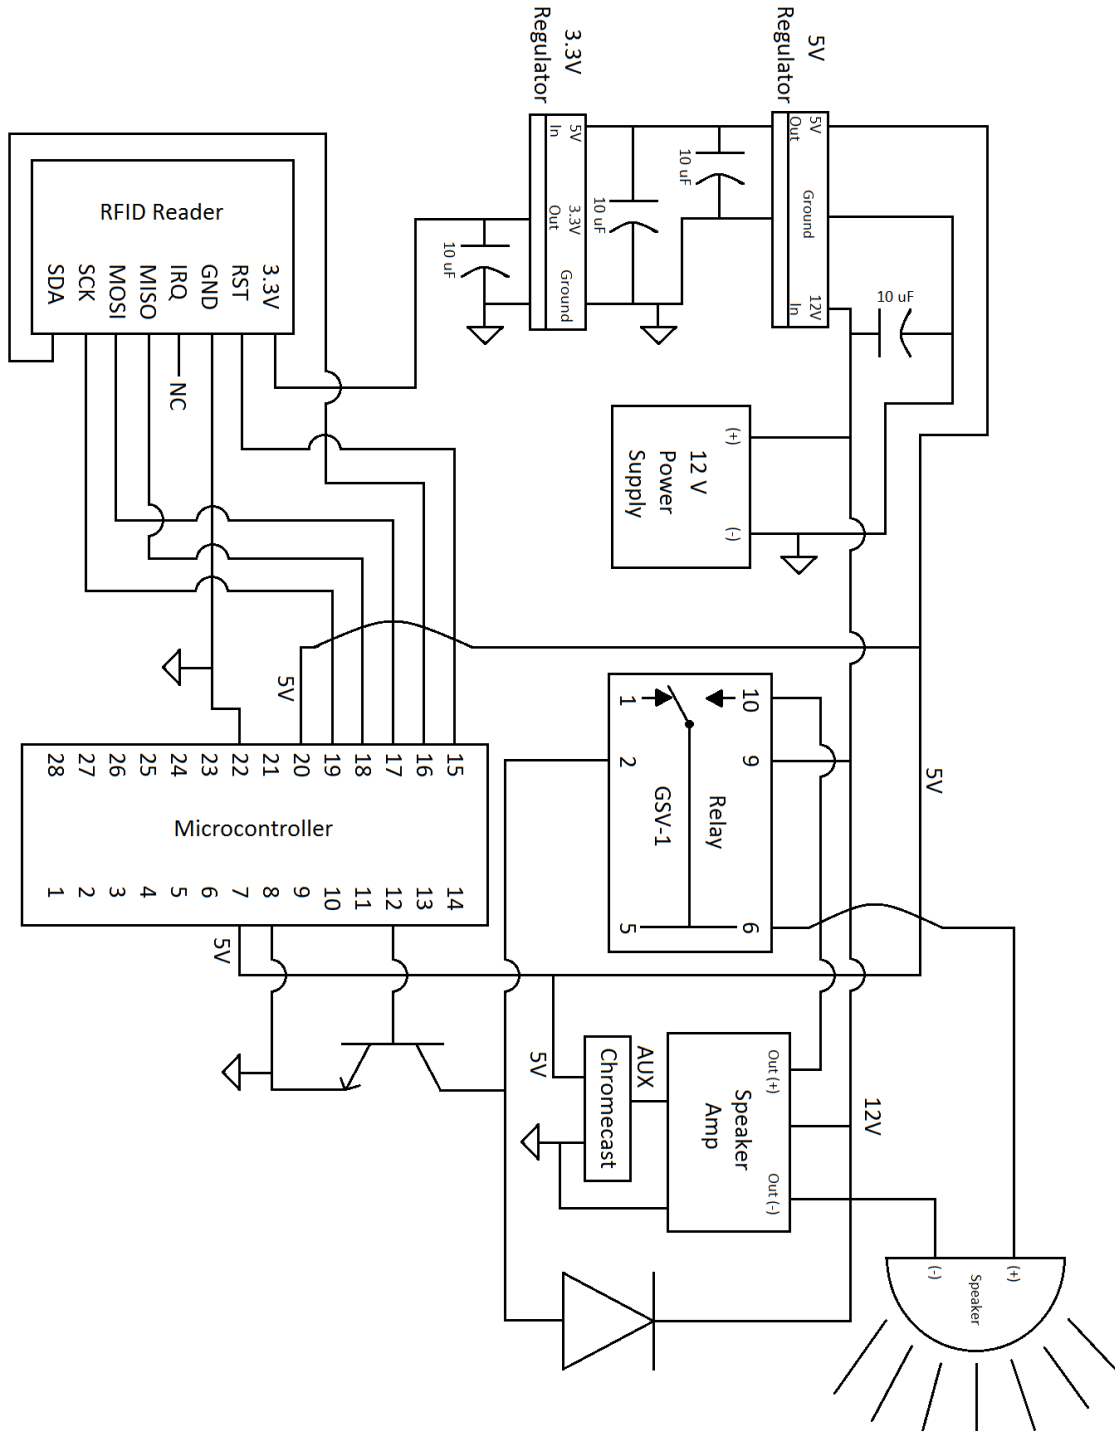 3.3V
Regulator
5V
Regulator
5V
In
3.3V
Out
Ground
5V
Out
Ground
12V
In
10 uF
10 uF
10 uF
10 uF
RFID Reader
SDA
SCK
MOSI
MISO
IRQ
GND
RST
3.3V
NC
12 V
Power
Supply
(+)
(-)
5V
28 27 26 25 24 23 22 21 20 19 18 17 16 15
Microcontroller
1 2 3 4 5 6 7 8 9 10 11 12 13 14
5V
1
10
2
9
Relay
GSV-1
5
6
5V
5V
Chromecast
AUX
Speaker
Amp
Out (+)
Out (-)
12V
(-)
Speaker
(+)